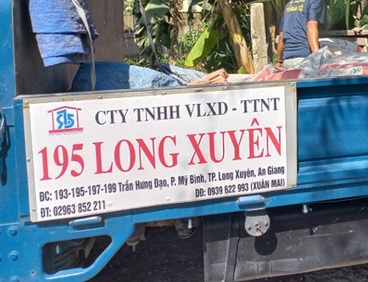 CTY TNHH VLXD - TTNT
195 LONG XUYÊN
ĐC: 193-195-197-199 Trần Hưng Đạo, P. Mỹ Bình, TP. Long Xuyên, An Giang
ĐT: 02963 852 211
DĐ: 0939 622 993 (XUÂN MAI)